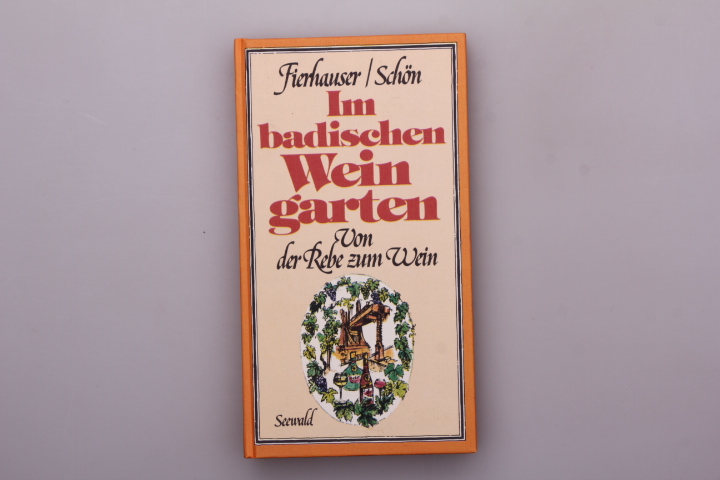 Fierhauser / Schön
Im
badischen
Wein
garten
Von
der Rebe zum Wein
Seewald